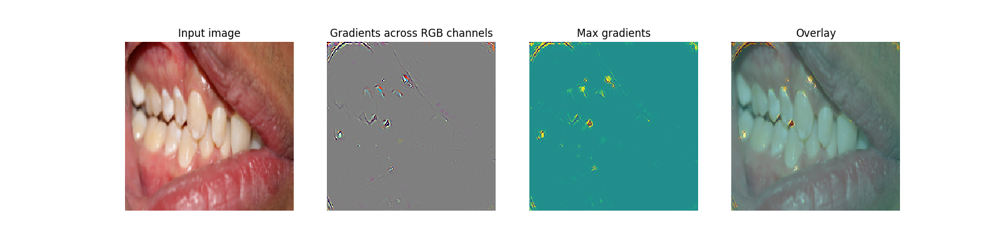 Input image
Gradients across RGB channels
Max gradients
Overlay